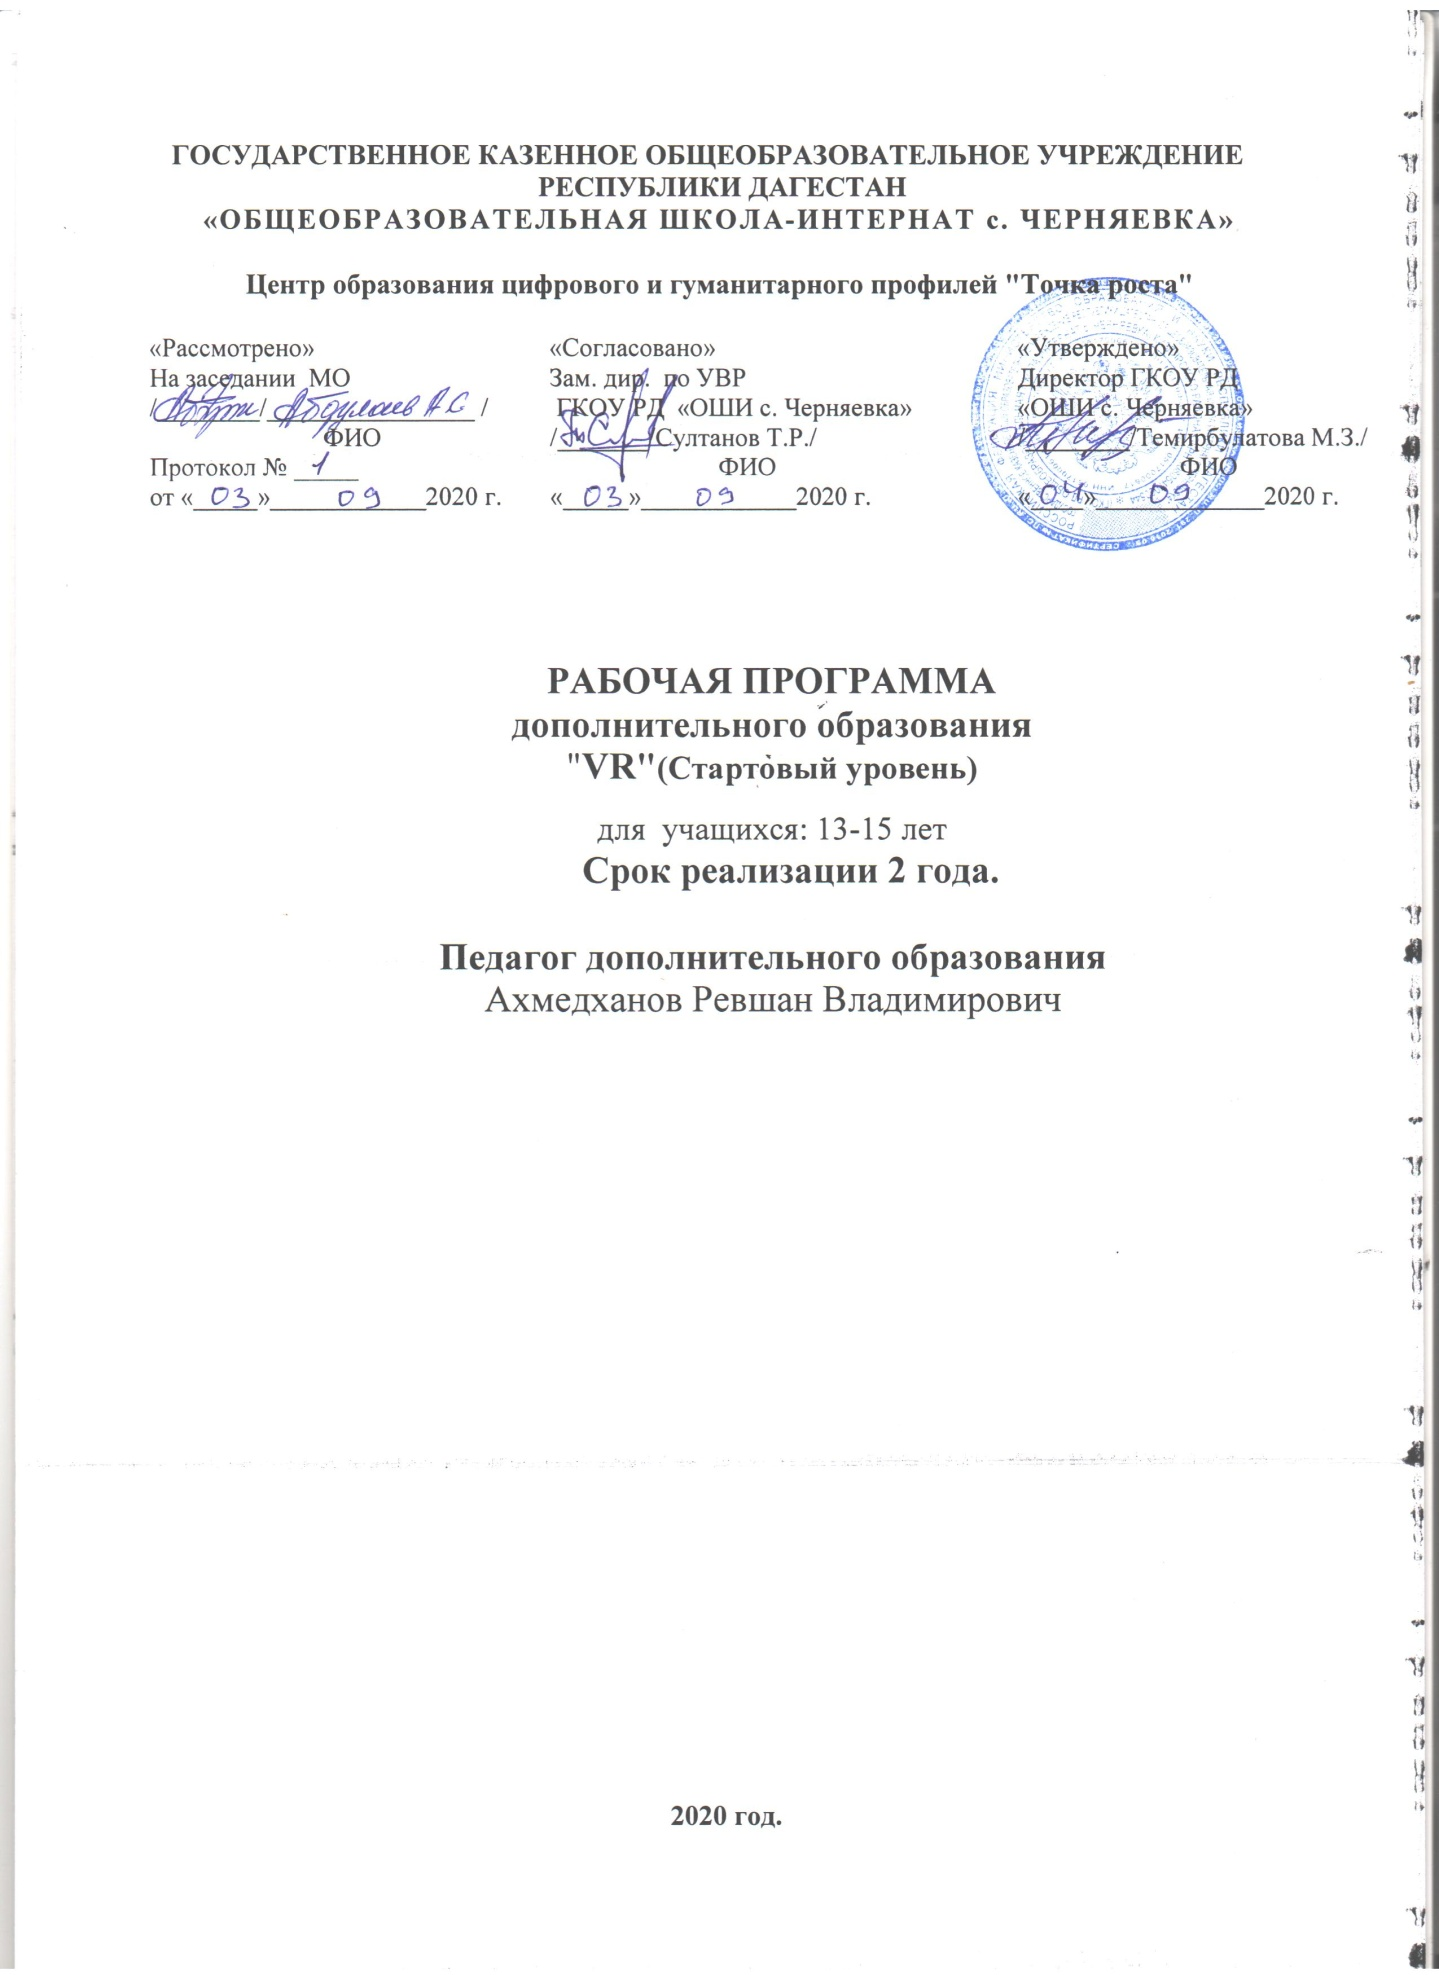 ГОСУДАРСТВЕННОЕ КАЗЕННОЕ ОБЩЕОБРАЗОВАТЕЛЬНОЕ УЧРЕЖДЕНИЕ
РЕСПУБЛИКИ ДАГЕСТАН
«ОБЩЕОБРАЗОВАТЕЛЬНАЯ ШКОЛА-ИНТЕРНАТ с. ЧЕРНЯЕВКА»
Центр образования цифрового и гуманитарного профилей "Точка роста"
«Рассмотрено»
На заседании МО
/ / Абдулаев А С /
ФИО
Протокол № 1
от «03» 09 2020 г.
«Согласовано»
Зам. дир. по УВР
ГКОУ РД «ОШИ с. Черняевка»
/ /Султанов Т.Р./
ФИО
«03» 09 2020 г.
«Утверждено»
Директор ГКОУ РД
«ОШИ с. Черняевка»
/ /Темирбулатова М.З./
ФИО
«04» 09 2020 г.
РАБОЧАЯ ПРОГРАММА
дополнительного образования
"VR"(Стартовый уровень)
для учащихся: 13-15 лет
Срок реализации 2 года.
Педагог дополнительного образования
Ахмедханов Ревшан Владимирович
2020 год.